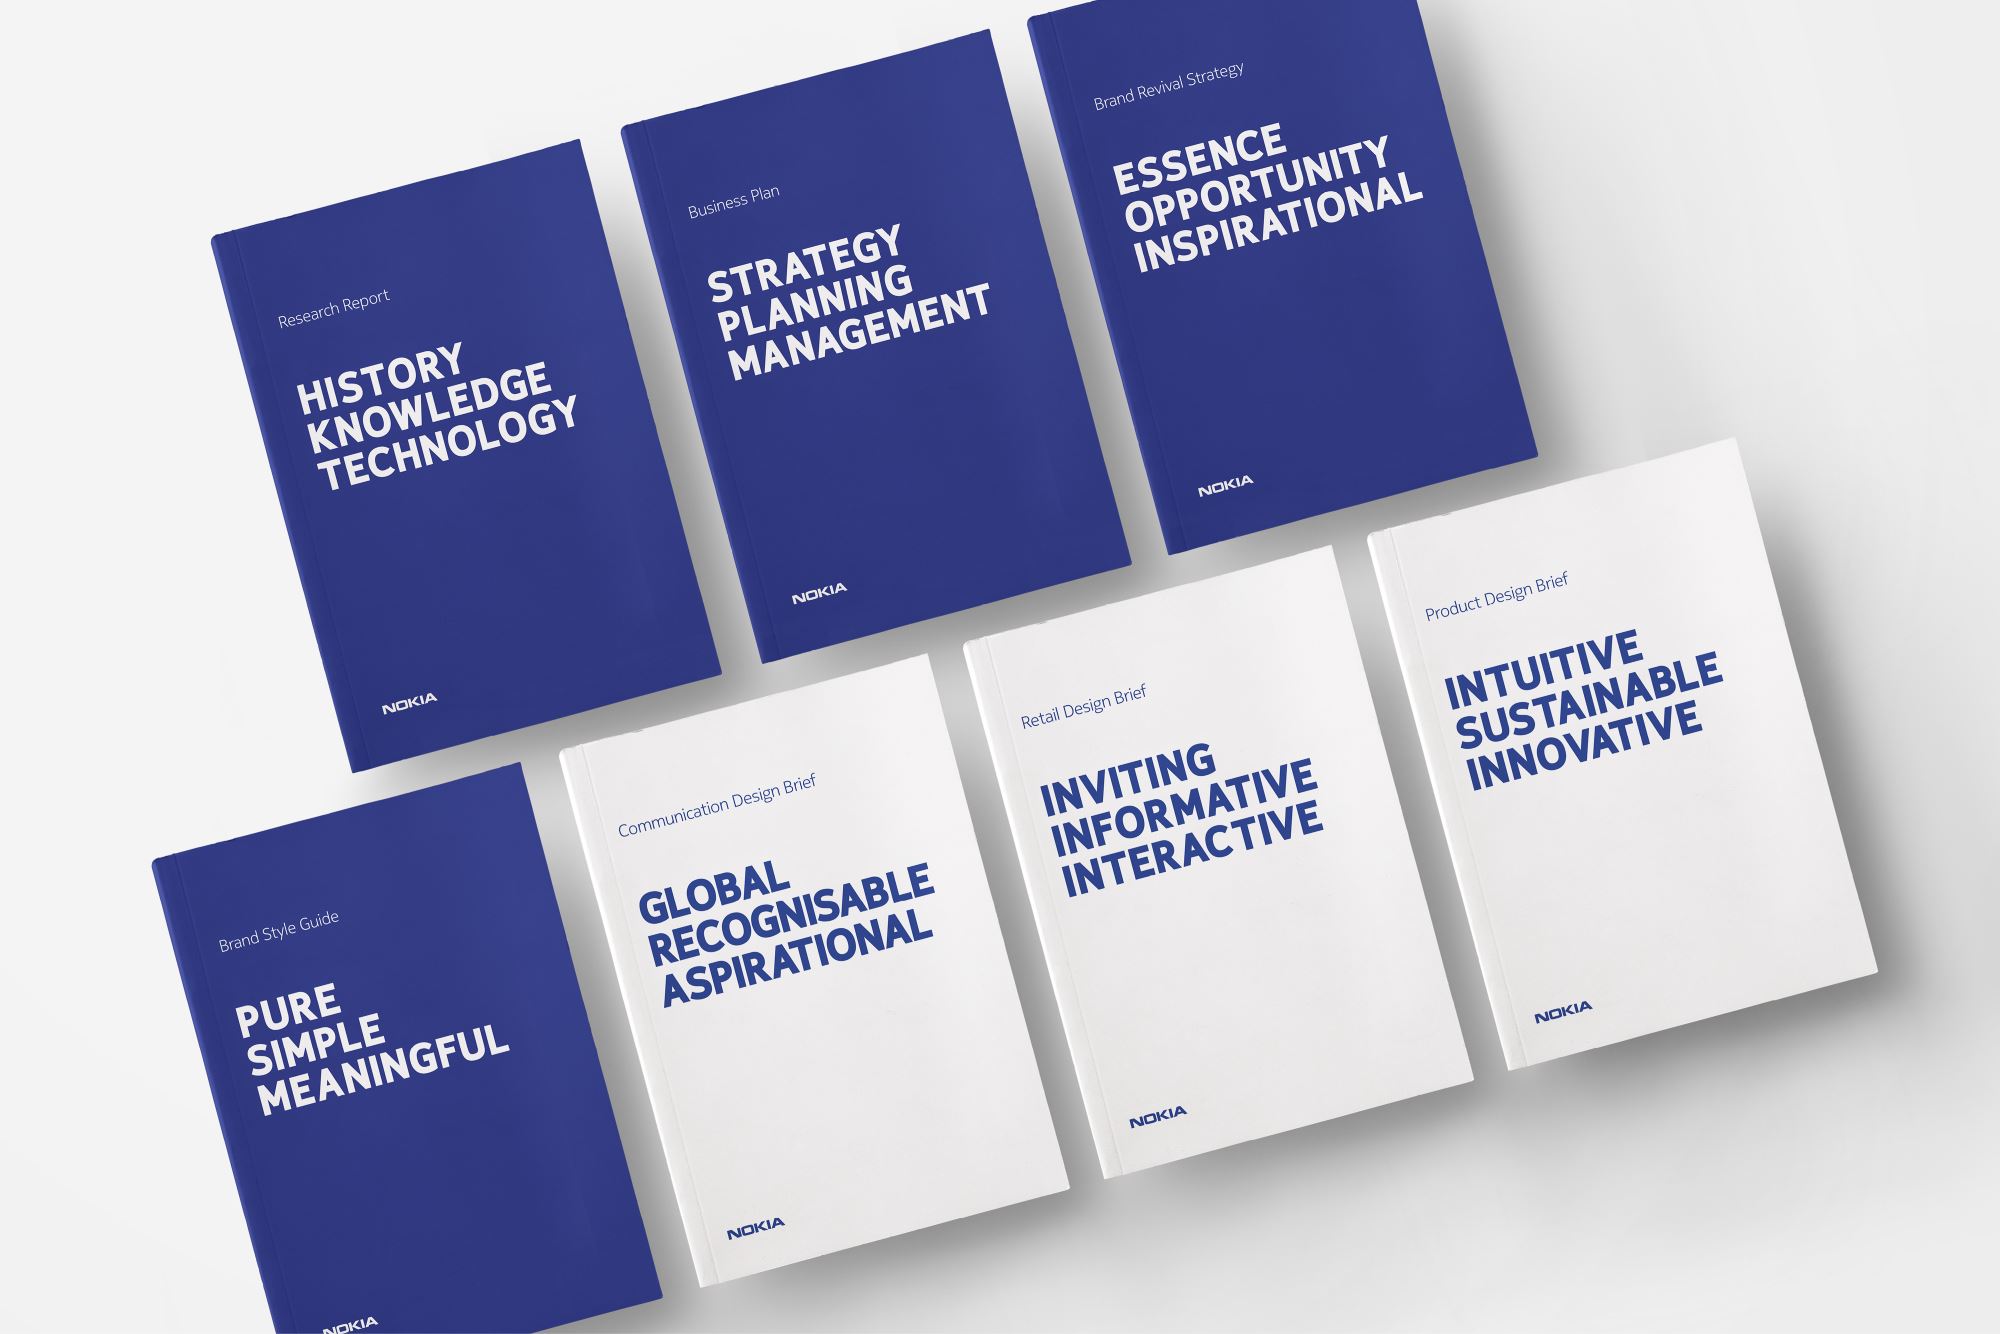 Research Report
HISTORY
KNOWLEDGE
TECHNOLOGY
NOKIA
Business Plan
STRATEGY
PLANNING
MANAGEMENT
NOKIA
Brand Revival Strategy
ESSENCE
OPPORTUNITY
INSPIRATIONAL
NOKIA
Brand Style Guide
PURE
SIMPLE
MEANINGFUL
NOKIA
Communication Design Brief
GLOBAL
RECOGNISABLE
ASPIRATIONAL
NOKIA
Retail Design Brief
INVITING
INFORMATIVE
INTERACTIVE
NOKIA
Product Design Brief
INTUITIVE
SUSTAINABLE
INNOVATIVE
NOKIA